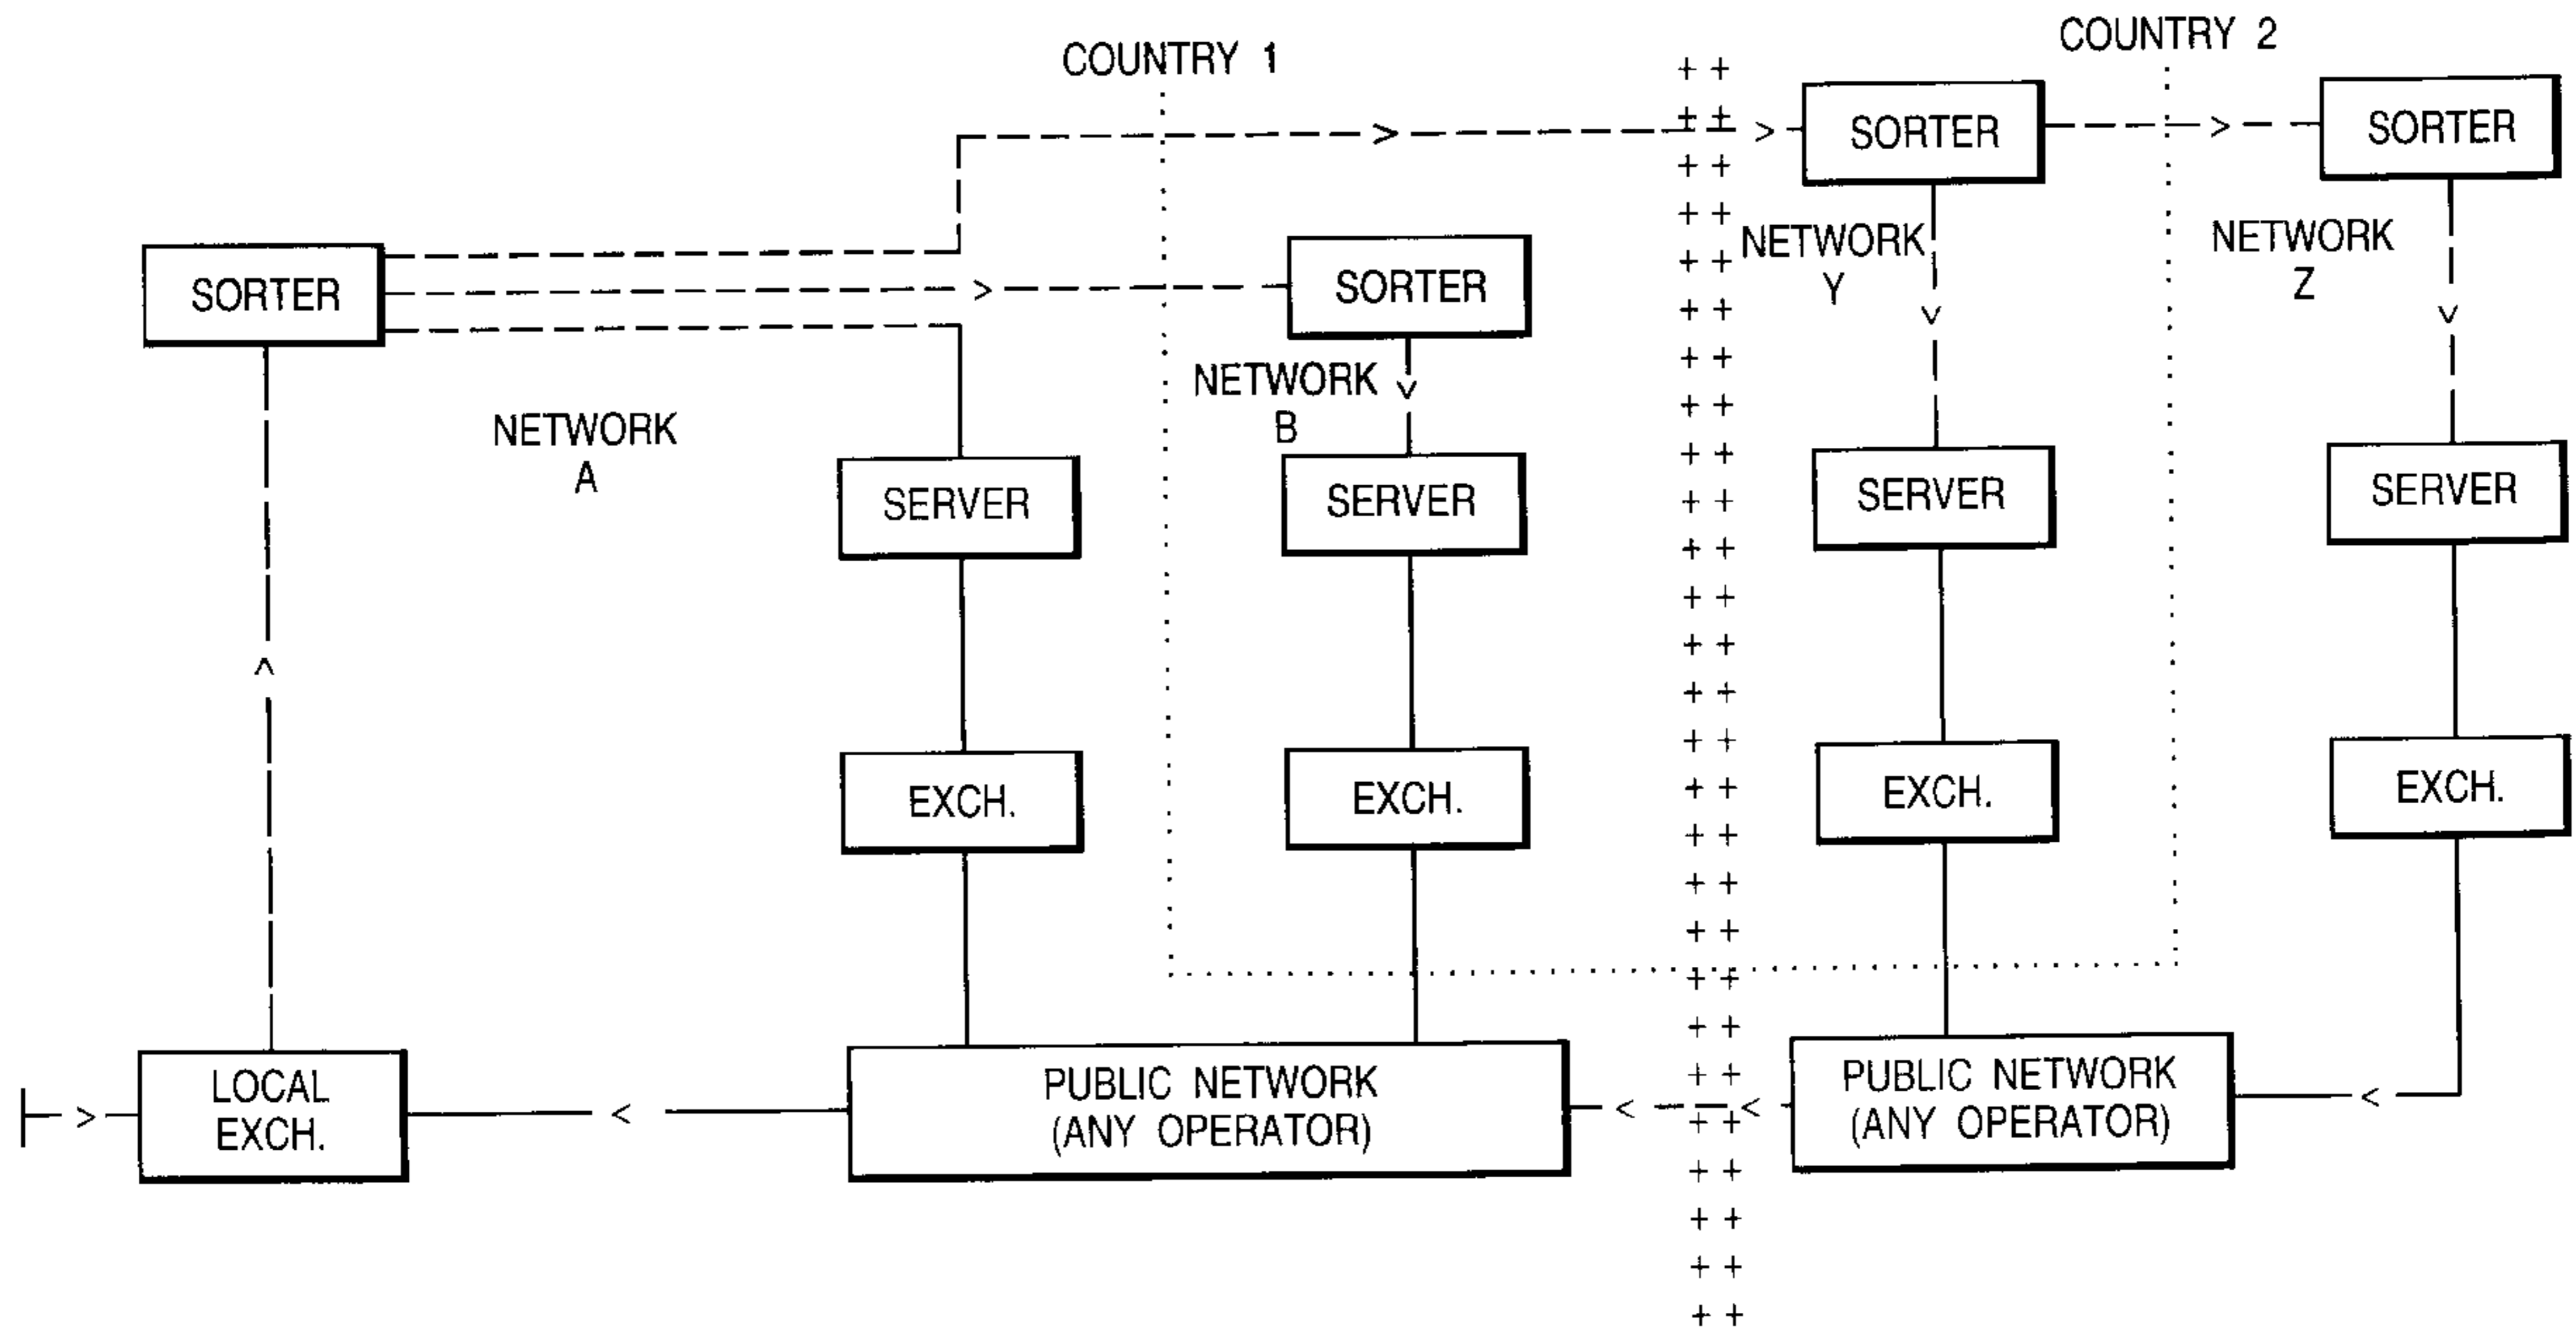 COUNTRY 1
COUNTRY 2
SORTER
SORTER
SORTER
SORTER
NETWORK
Y
NETWORK
Z
NETWORK
A
NETWORK
B
SERVER
SERVER
SERVER
SERVER
EXCH.
EXCH.
EXCH.
EXCH.
LOCAL
EXCH.
PUBLIC NETWORK
(ANY OPERATOR)
PUBLIC NETWORK
(ANY OPERATOR)